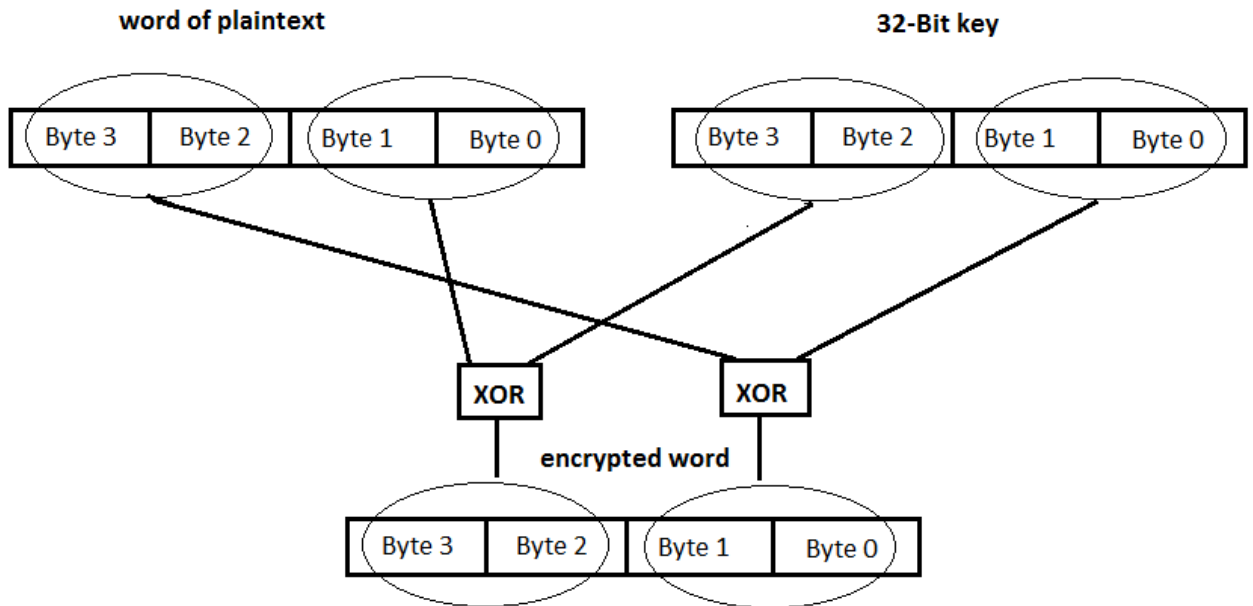 word of plaintext
32-Bit key
Byte 3 Byte 2 Byte 1 Byte 0
Byte 3 Byte 2 Byte 1 Byte 0
XOR
XOR
encrypted word
Byte 3 Byte 2 Byte 1 Byte 0